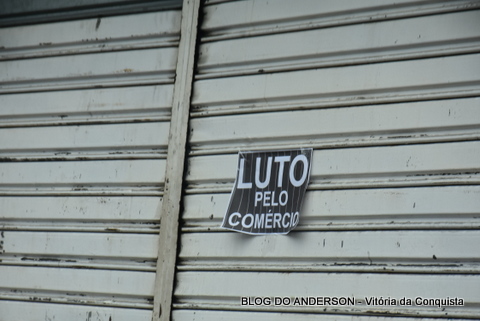 LUTO
PELO
COMÉRCIO
BLOG DO ANDERSON - Vitória da Conquista